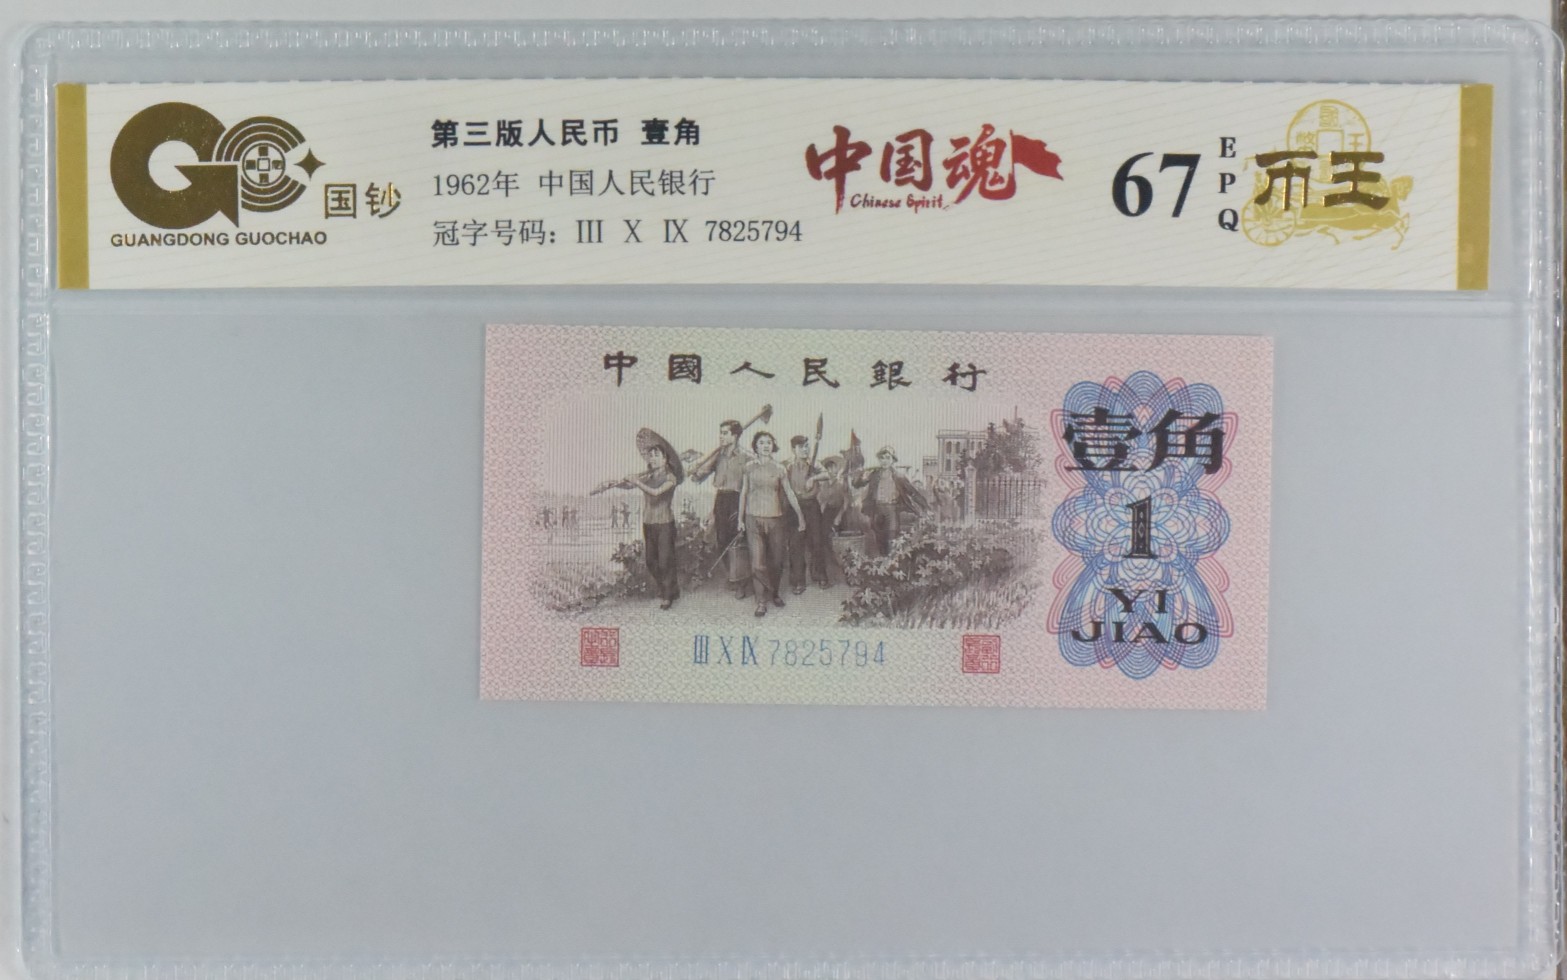 第三版人民币 壹角
1962年 中国人民银行
冠字号码: III X IX 7825794
国钞
GUANGDONG GUOCHAO
中国魂
Chinese Spirit
67
EPQ
币王
中國人民銀行
壹角
1
YI
JIAO
III X IX 7825794